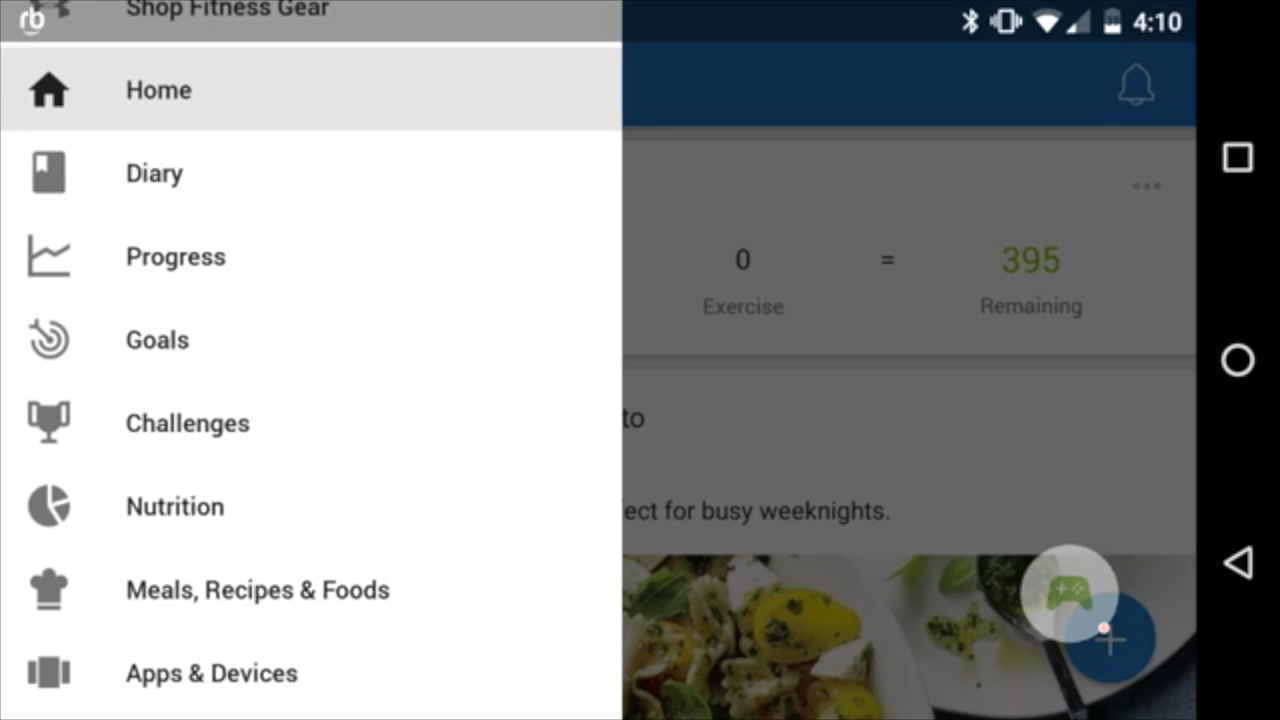 Shop Fitness Gear
rb
4:10
Home
Diary
Progress
0 = 395
Exercise Remaining
Goals
Challenges
to
Nutrition
ect for busy weeknights.
Meals, Recipes & Foods
Apps & Devices